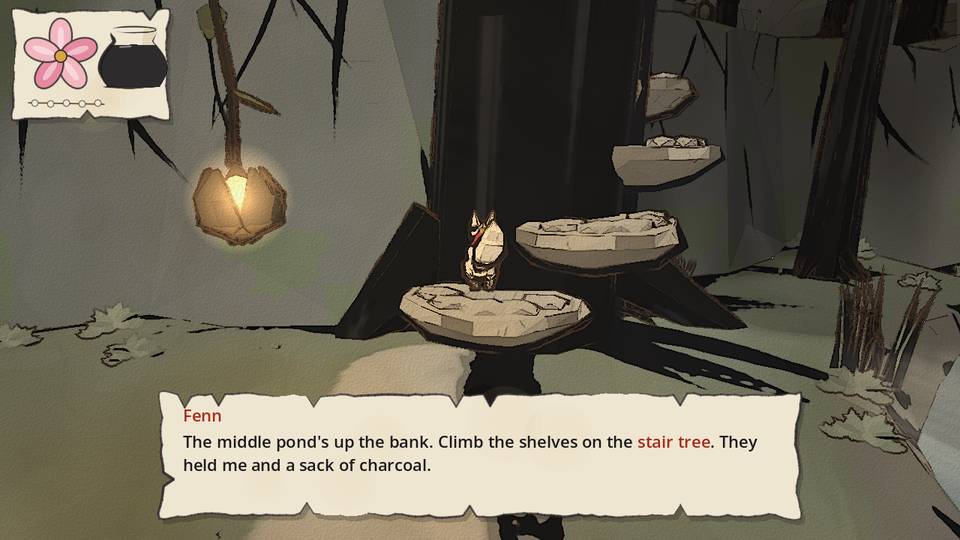 Fenn
The middle pond's up the bank. Climb the shelves on the stair tree. They
held me and a sack of charcoal.